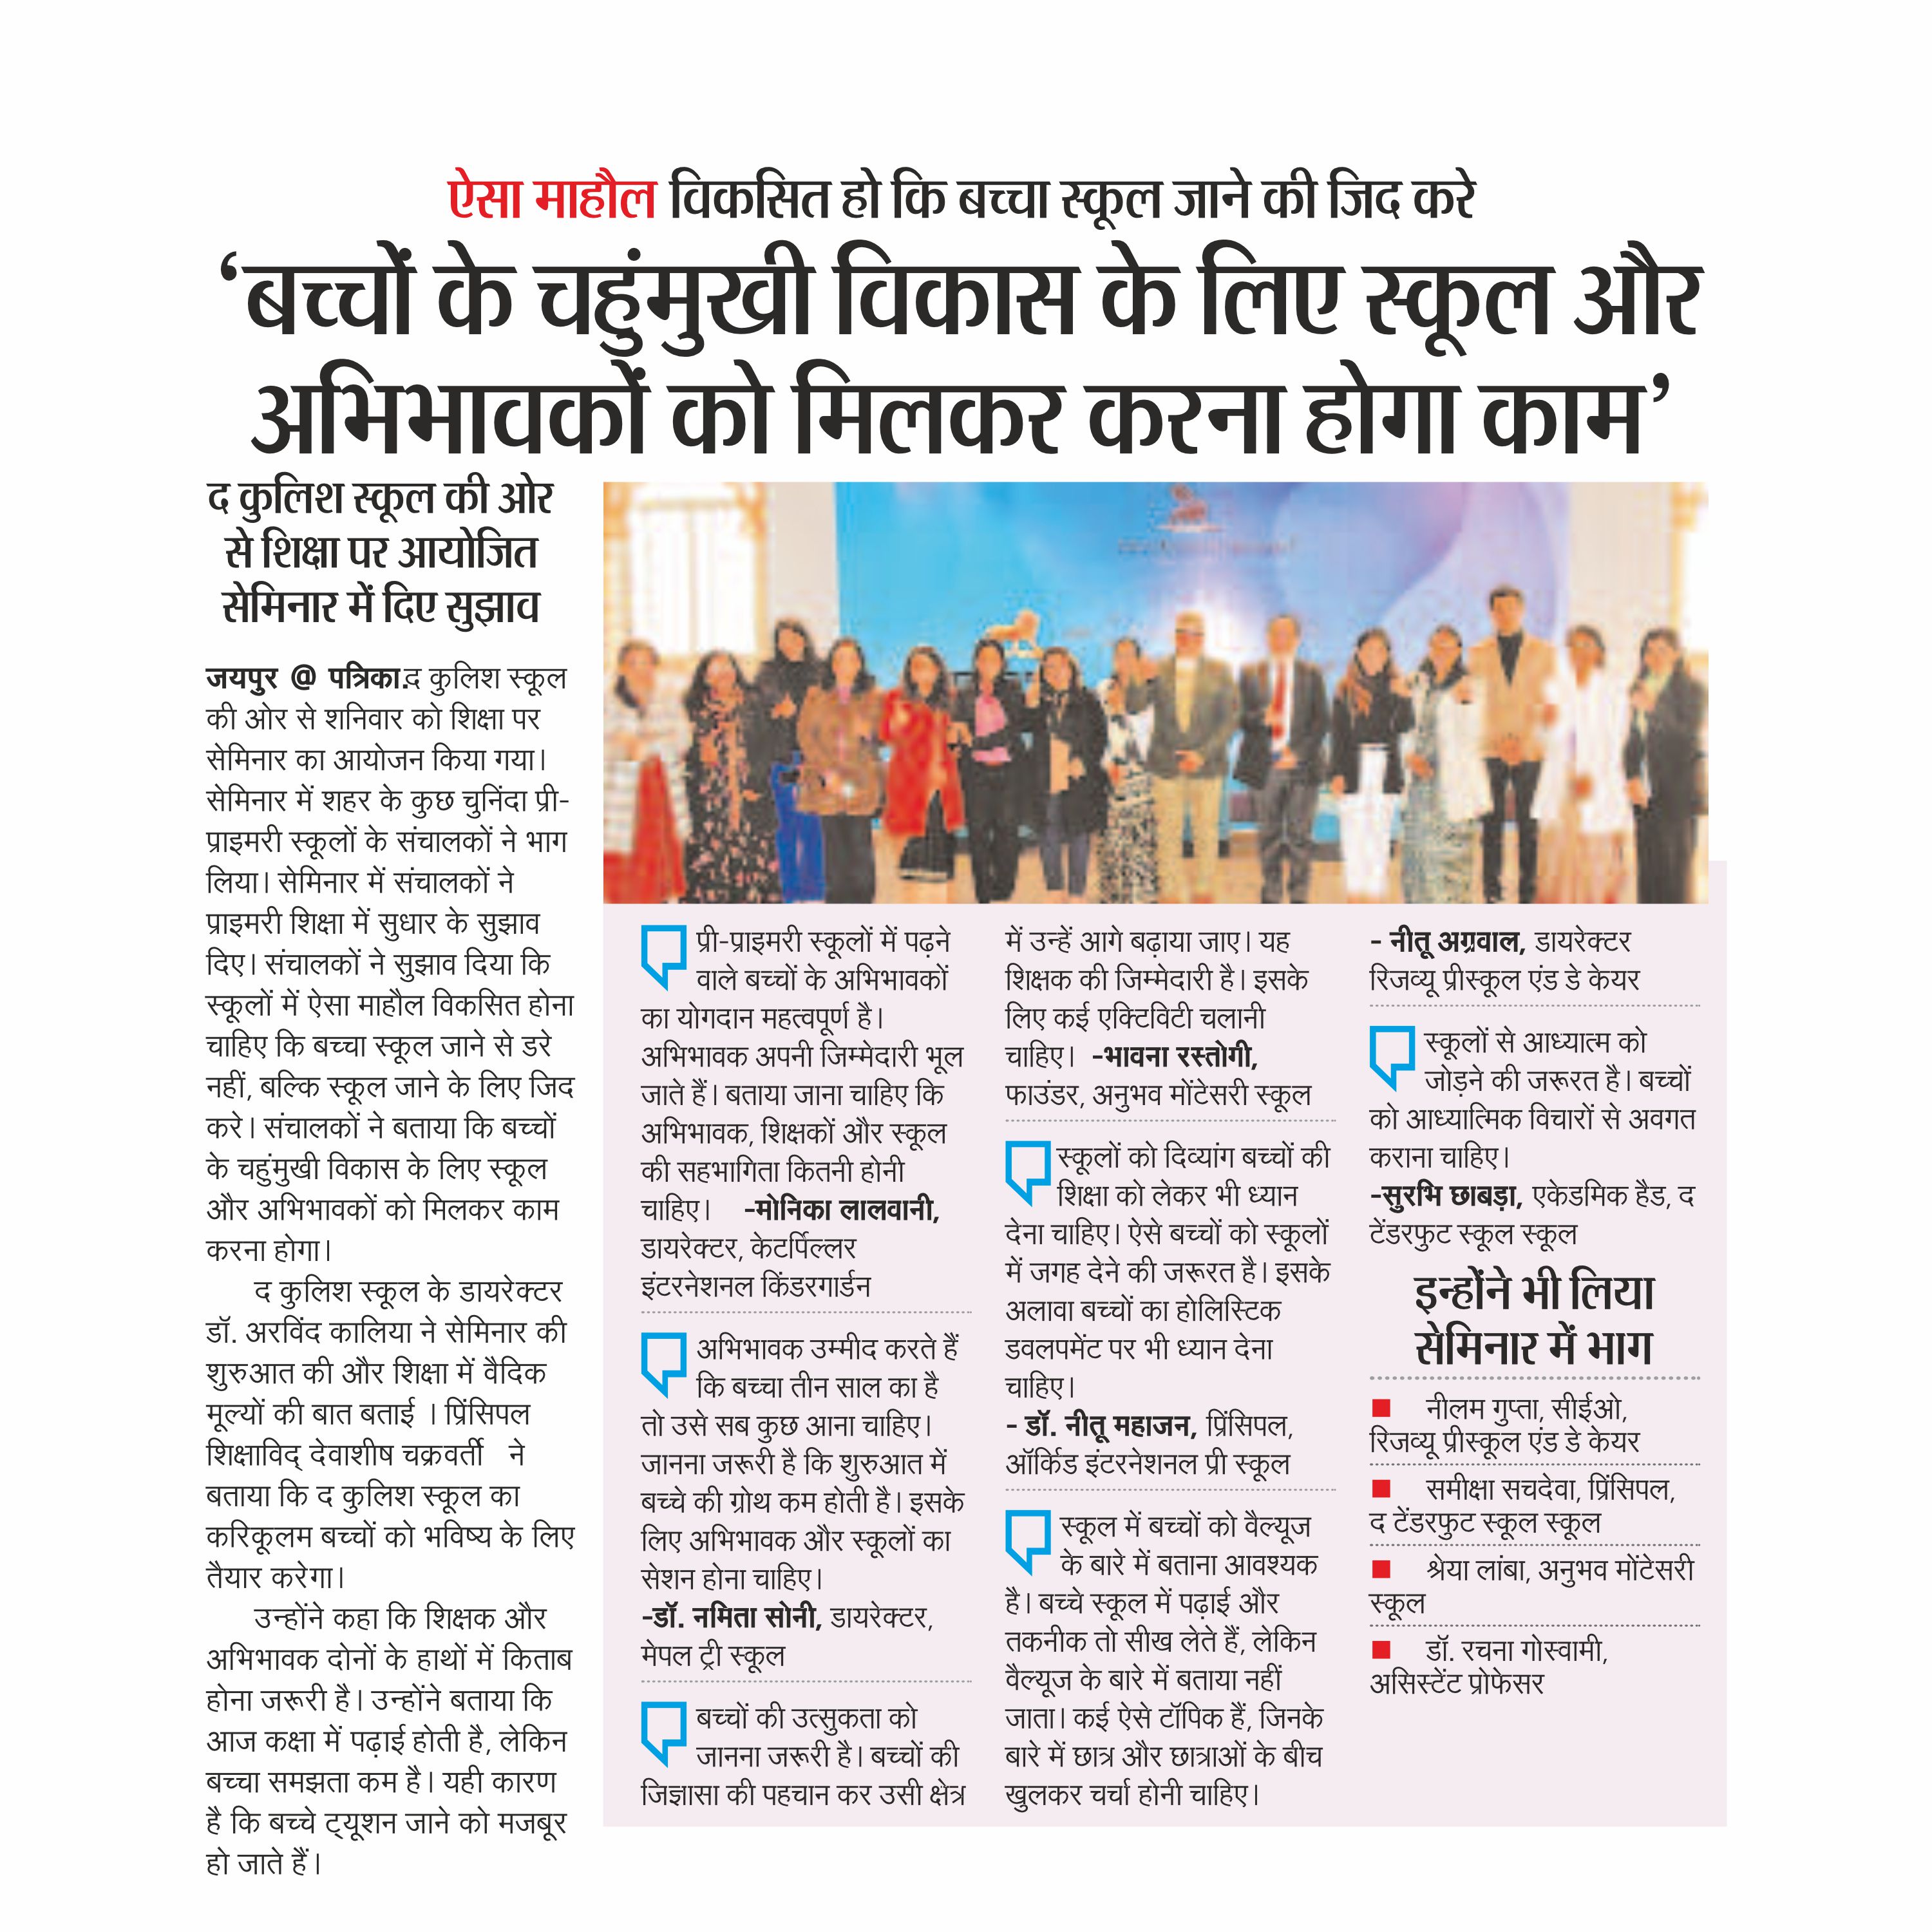 ऐसा माहौल विकसित हो कि बच्चा स्कूल जाने की जिद करे
‘बच्चों के चहुंमुखी विकास के लिए स्कूल और
अभिभावकों को मिलकर करना होगा काम’
द कुलिश स्कूल की ओर
से शिक्षा पर आयोजित
सेमिनार में दिए सुझाव
जयपुर @ पत्रिका.द कुलिश स्कूल
की ओर से शनिवार को शिक्षा पर
सेमिनार का आयोजन किया गया।
सेमिनार में शहर के कुछ चुनिंदा प्री-
प्राइमरी स्कूलों के संचालकों ने भाग
लिया। सेमिनार में संचालकों ने
प्राइमरी शिक्षा में सुधार के सुझाव
दिए। संचालकों ने सुझाव दिया कि
स्कूलों में ऐसा माहौल विकसित होना
चाहिए कि बच्चा स्कूल जाने से डरे
नहीं, बल्कि स्कूल जाने के लिए जिद
करे। संचालकों ने बताया कि बच्चों
के चहुंमुखी विकास के लिए स्कूल
और अभिभावकों को मिलकर काम
करना होगा।
द कुलिश स्कूल के डायरेक्टर
डॉ. अरविंद कालिया ने सेमिनार की
शुरुआत की और शिक्षा में वैदिक
मूल्यों की बात बताई । प्रिंसिपल
शिक्षाविद् देवाशीष चक्रवर्ती ने
बताया कि द कुलिश स्कूल का
करिकूलम बच्चों को भविष्य के लिए
तैयार करेगा।
उन्होंने कहा कि शिक्षक और
अभिभावक दोनों के हाथों में किताब
होना जरूरी है। उन्होंने बताया कि
आज कक्षा में पढ़ाई होती है, लेकिन
बच्चा समझता कम है। यही कारण
है कि बच्चे ट्यूशन जाने को मजबूर
हो जाते हैं।
प्री-प्राइमरी स्कूलों में पढ़ने
वाले बच्चों के अभिभावकों
का योगदान महत्वपूर्ण है।
अभिभावक अपनी जिम्मेदारी भूल
जाते हैं। बताया जाना चाहिए कि
अभिभावक, शिक्षकों और स्कूल
की सहभागिता कितनी होनी
चाहिए। -मोनिका लालवानी,
डायरेक्टर, केटर्पिल्लर
इंटरनेशनल किंडरगार्डन
अभिभावक उम्मीद करते हैं
कि बच्चा तीन साल का है
तो उसे सब कुछ आना चाहिए।
जानना जरूरी है कि शुरुआत में
बच्चे की ग्रोथ कम होती है। इसके
लिए अभिभावक और स्कूलों का
सेशन होना चाहिए।
-डॉ. नमिता सोनी, डायरेक्टर,
मेपल ट्री स्कूल
बच्चों की उत्सुकता को
जानना जरूरी है। बच्चों की
जिज्ञासा की पहचान कर उसी क्षेत्र
में उन्हें आगे बढ़ाया जाए। यह
शिक्षक की जिम्मेदारी है। इसके
लिए कई एक्टिविटी चलानी
चाहिए। -भावना रस्तोगी,
फाउंडर, अनुभव मोंटेसरी स्कूल
स्कूलों को दिव्यांग बच्चों की
शिक्षा को लेकर भी ध्यान
देना चाहिए। ऐसे बच्चों को स्कूलों
में जगह देने की जरूरत है। इसके
अलावा बच्चों का होलिस्टिक
डवलपमेंट पर भी ध्यान देना
चाहिए।
- डॉ. नीतू महाजन, प्रिंसिपल,
ऑर्किड इंटरनेशनल प्री स्कूल
स्कूल में बच्चों को वैल्यूज
के बारे में बताना आवश्यक
है। बच्चे स्कूल में पढ़ाई और
तकनीक तो सीख लेते हैं, लेकिन
वैल्यूज के बारे में बताया नहीं
जाता। कई ऐसे टॉपिक हैं, जिनके
बारे में छात्र और छात्राओं के बीच
खुलकर चर्चा होनी चाहिए।
- नीतू अग्रवाल, डायरेक्टर
रिजव्यू प्रीस्कूल एंड डे केयर
स्कूलों से आध्यात्म को
जोड़ने की जरूरत है। बच्चों
को आध्यात्मिक विचारों से अवगत
कराना चाहिए।
-सुरभि छाबड़ा, एकेडमिक हैड, द
टेंडरफुट स्कूल स्कूल
इन्होंने भी लिया
सेमिनार में भाग
नीलम गुप्ता, सीईओ,
रिजव्यू प्रीस्कूल एंड डे केयर
समीक्षा सचदेवा, प्रिंसिपल,
द टेंडरफुट स्कूल स्कूल
श्रेया लांबा, अनुभव मोंटेसरी
स्कूल
डॉ. रचना गोस्वामी,
असिस्टेंट प्रोफेसर